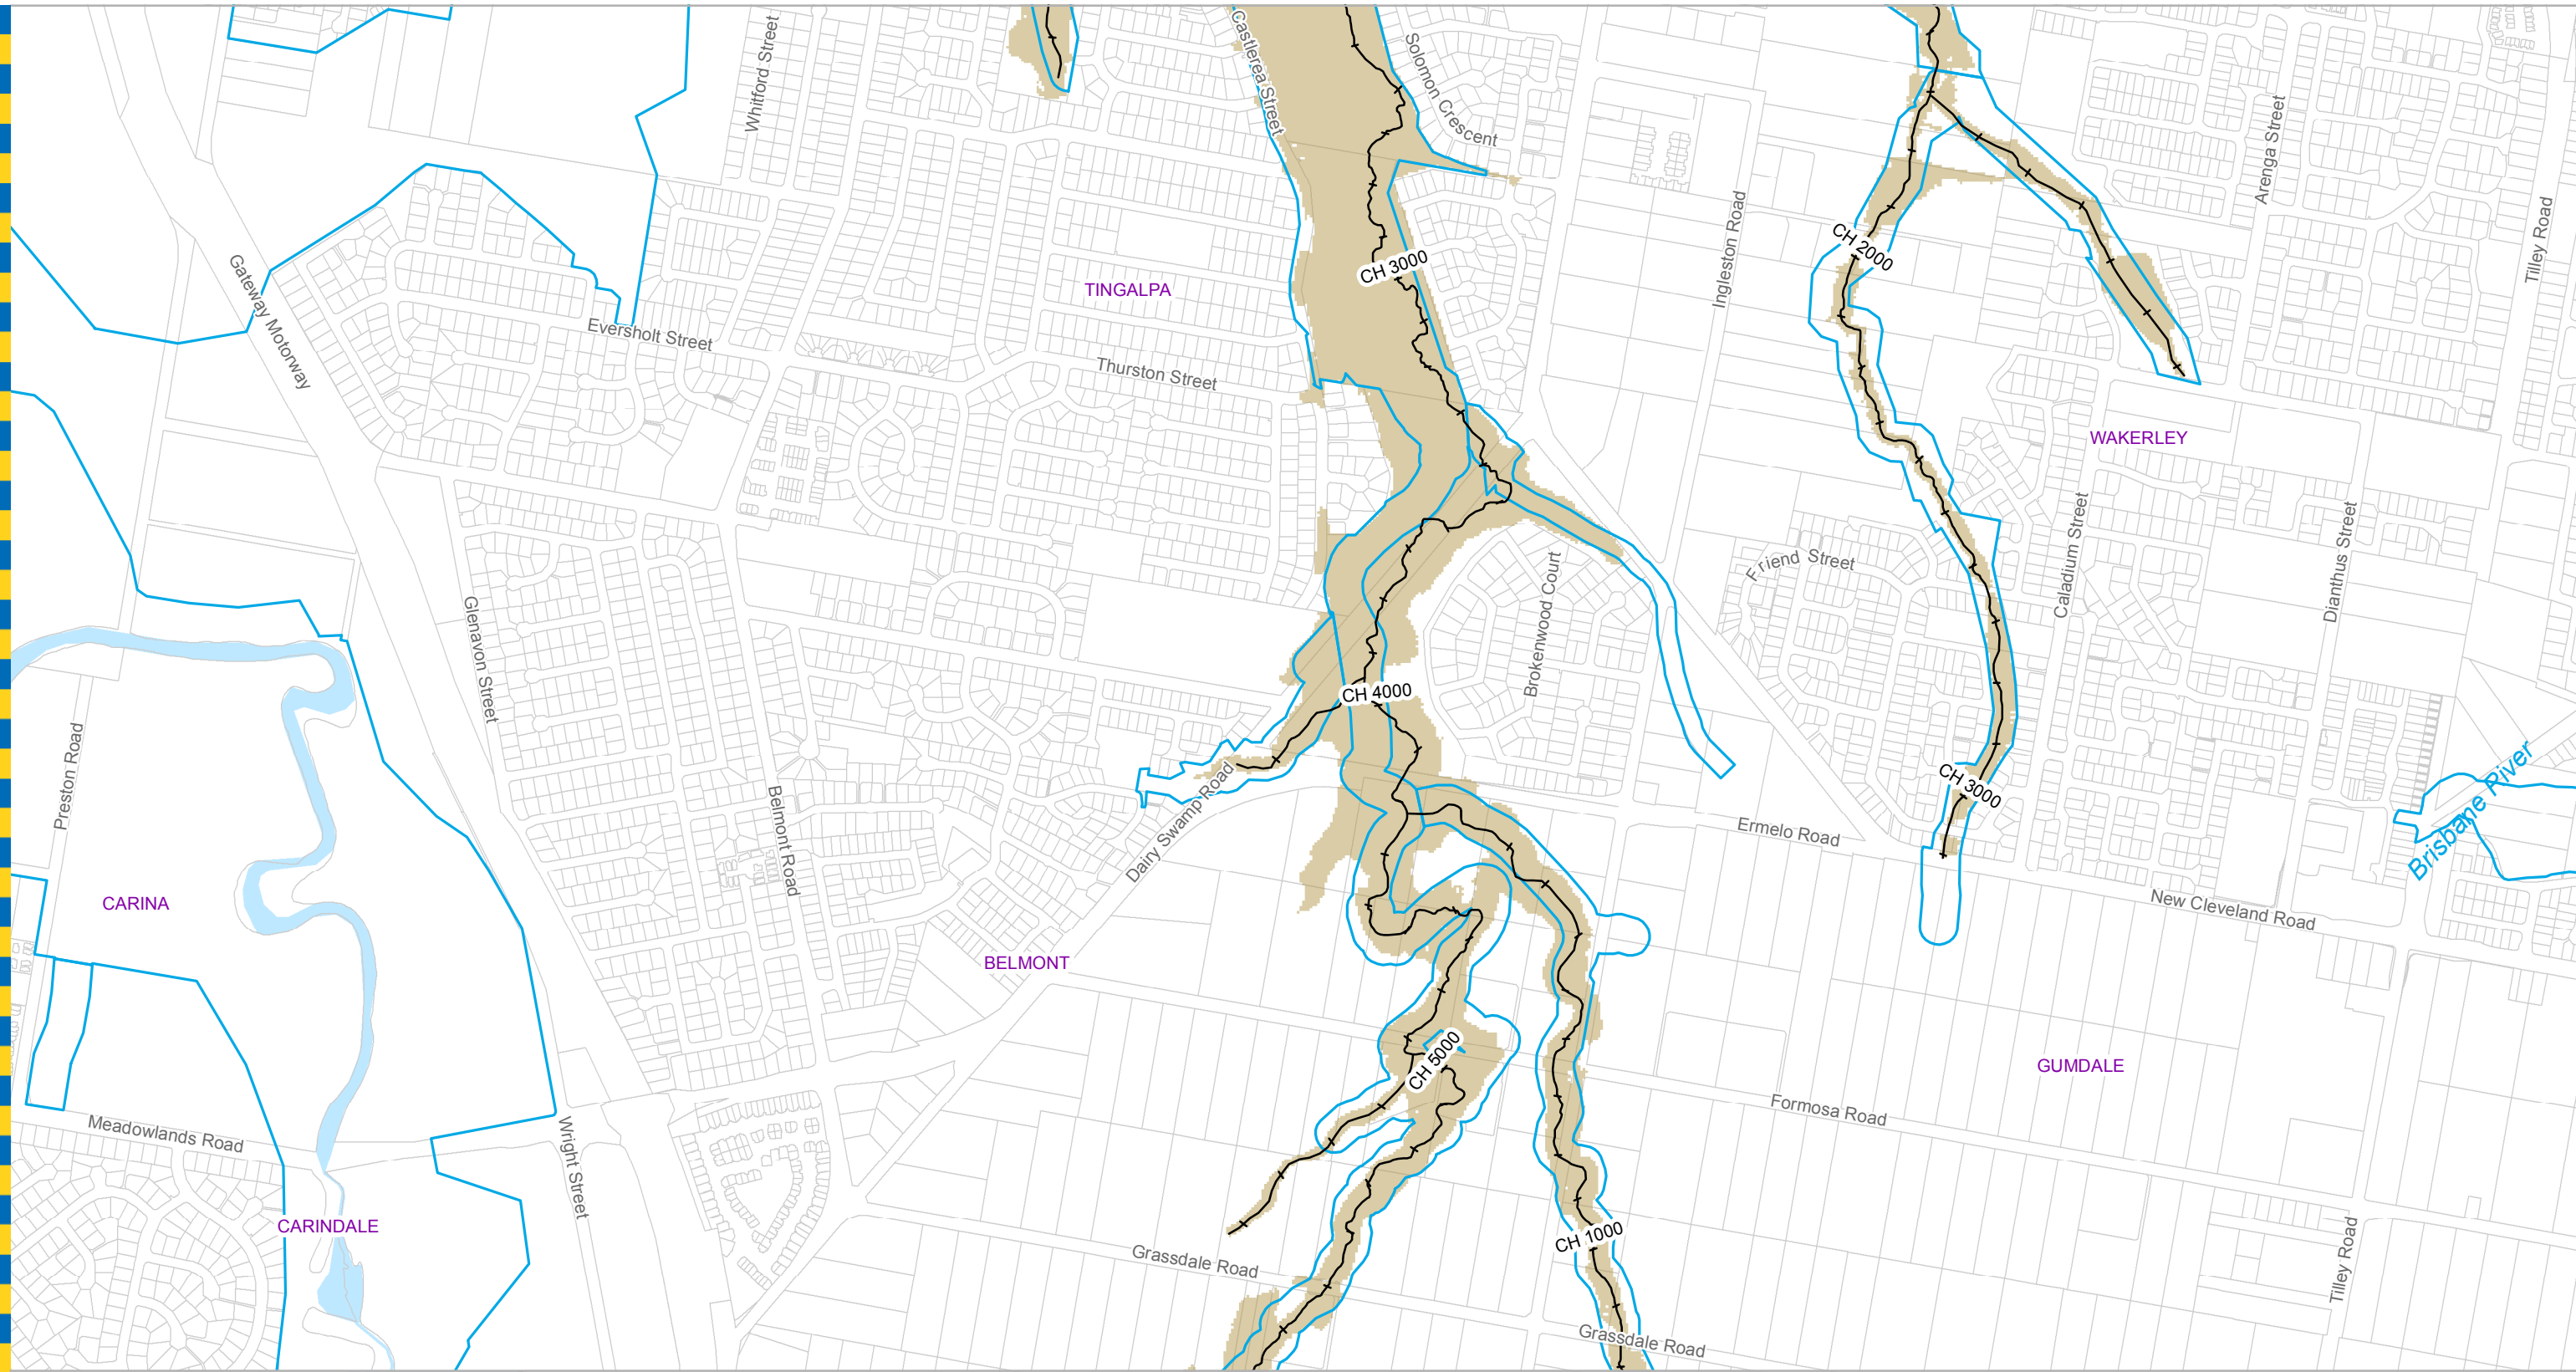 Whitford Street
Castlerea Street
Solomon Crescent
Arenga Street
Tilley Road
Ingleston Road
CH 2000
CH 3000
Gateway Motorway
TINGALPA
Eversholt Street
Thurston Street
WAKERLEY
Friend Street
Caladium Street
Dianthus Street
Brokenwood Court
Glenavon Street
CH 4000
Preston Road
Belmont Road
Dairy Swamp Road
CH 3000
Ermelo Road
Brisbane River
CARINA
New Cleveland Road
BELMONT
CH 5000
GUMDALE
Formosa Road
Meadowlands Road
Wright Street
CARINDALE
CH 1000
Grassdale Road
Tilley Road
Grassdale Road